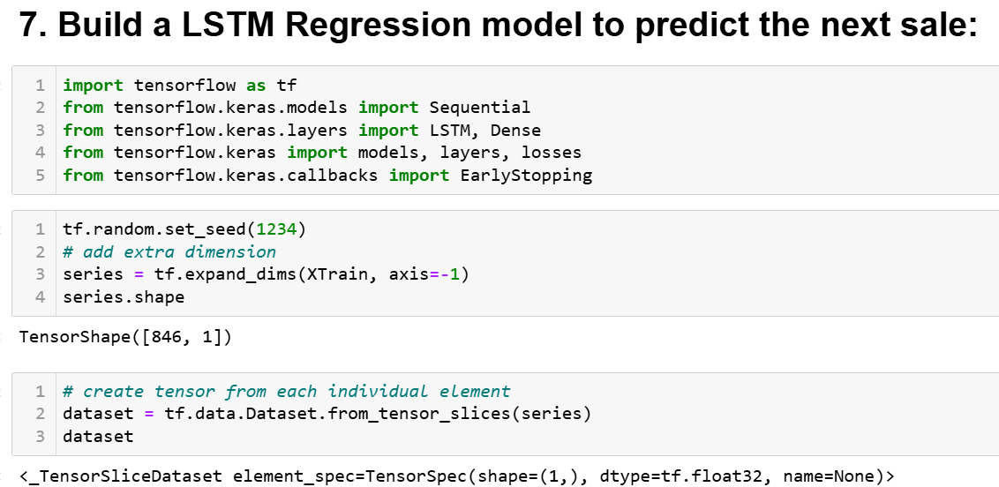 7. Build a LSTM Regression model to predict the next sale:
1 import tensorflow as tf
2 from tensorflow.keras.models import Sequential
3 from tensorflow.keras.layers import LSTM, Dense
4 from tensorflow.keras import models, layers, losses
5 from tensorflow.keras.callbacks import EarlyStopping
1 tf.random.set_seed(1234)
2 # add extra dimension
3 series = tf.expand_dims(XTrain, axis=-1)
4 series.shape
TensorShape([846, 1])
1 # create tensor from each individual element
2 dataset = tf.data.Dataset.from_tensor_slices(series)
3 dataset
<_TensorSliceDataset element_spec=TensorSpec(shape=(1,), dtype=tf.float32, name=None)>